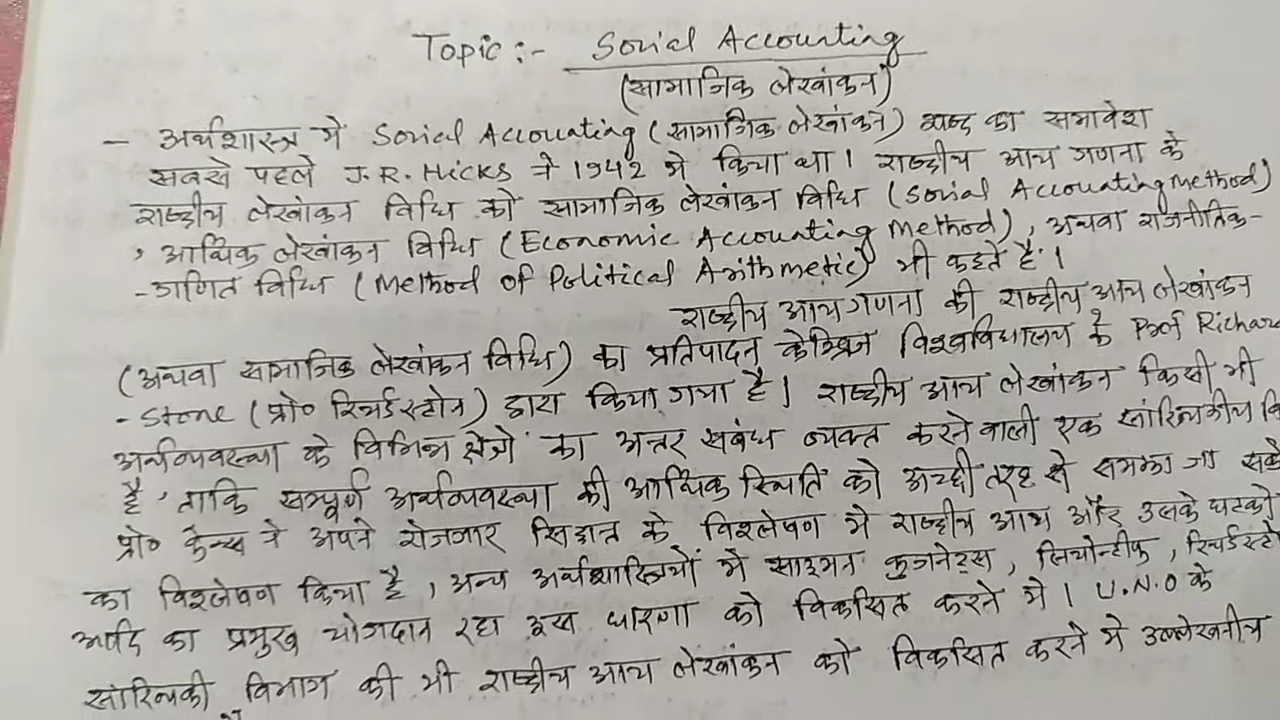 Topic :- Social Accounting
(सामाजिक लेखांकन)
- अर्थशास्त्र मे Social Accounting (सामाजिक लेखांकन) शब्द का समावेश
सबसे पहले J.R. Hicks ने 1942 मे किया था। राष्ट्रीय आय गणना के
राष्ट्रीय लेखांकन विधि को सामाजिक लेखांकन विधि (Social Accounting Method)
, आर्थिक लेखांकन विधि (Economic Accounting Method), अथवा राजनीतिक-
-गणित विधि (Method of Political Arithmetic) भी कहते है।
राष्ट्रीय आय गणना की राष्ट्रीय आय लेखांकन
(अथवा सामाजिक लेखांकन विधि) का प्रतिपादन केम्ब्रिज विश्वविद्यालय के Prof Richard
- Stone (प्रो० रिचर्ड स्टोन) द्वारा किया गया है। राष्ट्रीय आय लेखांकन किसी भी
अर्थव्यवस्था के विभिन्न क्षेत्रो का अन्तर संबंध व्यक्त करने वाली एक सांख्यिकीय वि
है, ताकि सम्पूर्ण अर्थव्यवस्था की आर्थिक स्थिति को अच्छी तरह से समझा जा सके
प्रो० केन्स ने अपने रोजगार सिद्धान्त के विश्लेषण मे राष्ट्रीय आय और उसके घटको
का विश्लेषण किया है, अन्य अर्थशास्त्रियों मे साइमन कुजनेट्स, लियोन्टीफ, रिचर्ड स्टो
आदि का प्रमुख योगदान रहा इस धारणा को विकसित करने मे। U.N.O के
सांख्यिकी विभाग की भी राष्ट्रीय आय लेखांकन को विकसित करने मे उल्लेखनीय